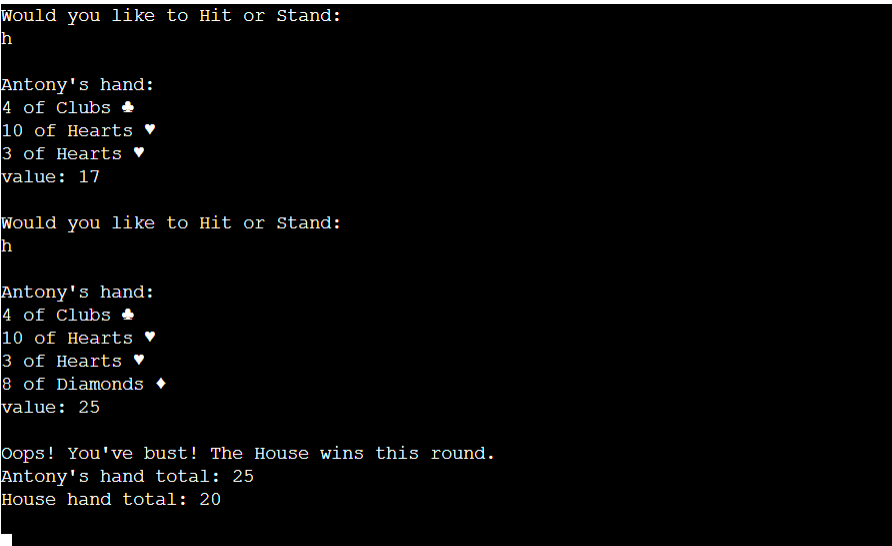 Would you like to Hit or Stand:
h
Antony's hand:
4 of Clubs ♣
10 of Hearts ♥
3 of Hearts ♥
value: 17
Would you like to Hit or Stand:
h
Antony's hand:
4 of Clubs ♣
10 of Hearts ♥
3 of Hearts ♥
8 of Diamonds ♦
value: 25
Oops! You've bust! The House wins this round.
Antony's hand total: 25
House hand total: 20